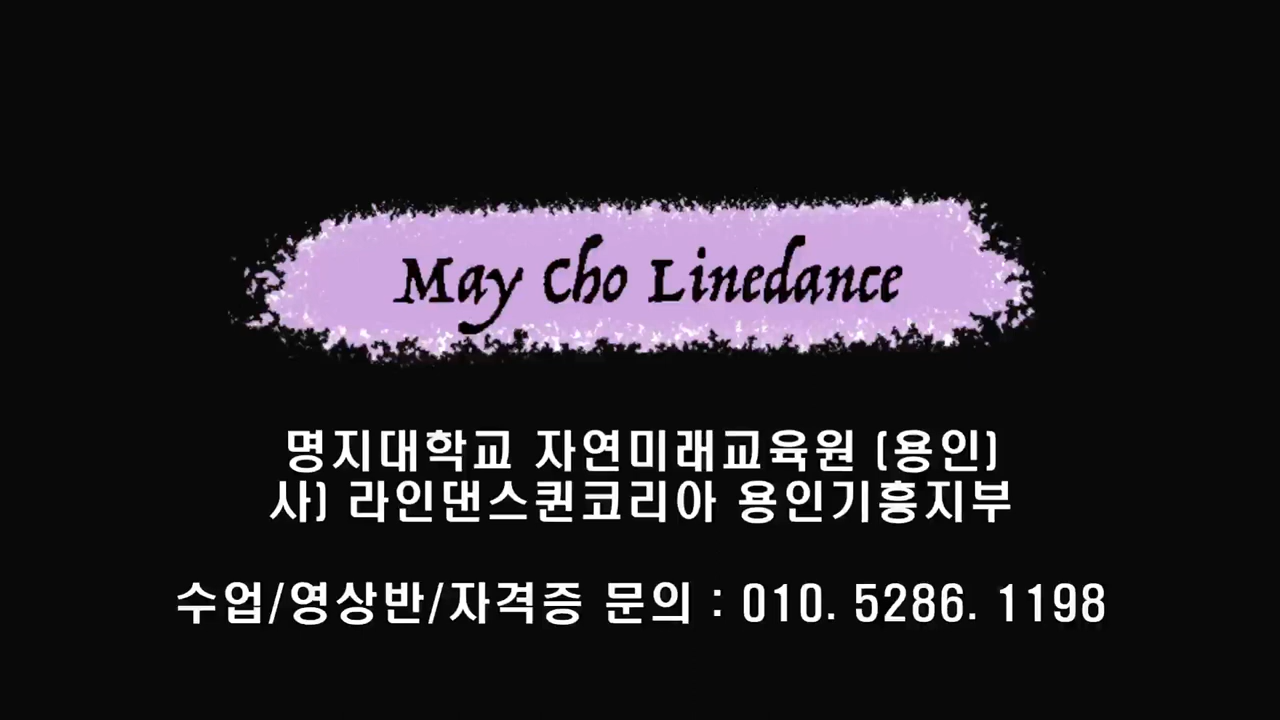 May Cho Linedance
명지대학교 자연미래교육원 (용인)
사) 라인댄스퀸코리아 용인기흥지부
수업/영상반/자격증 문의 : 010. 5286. 1198